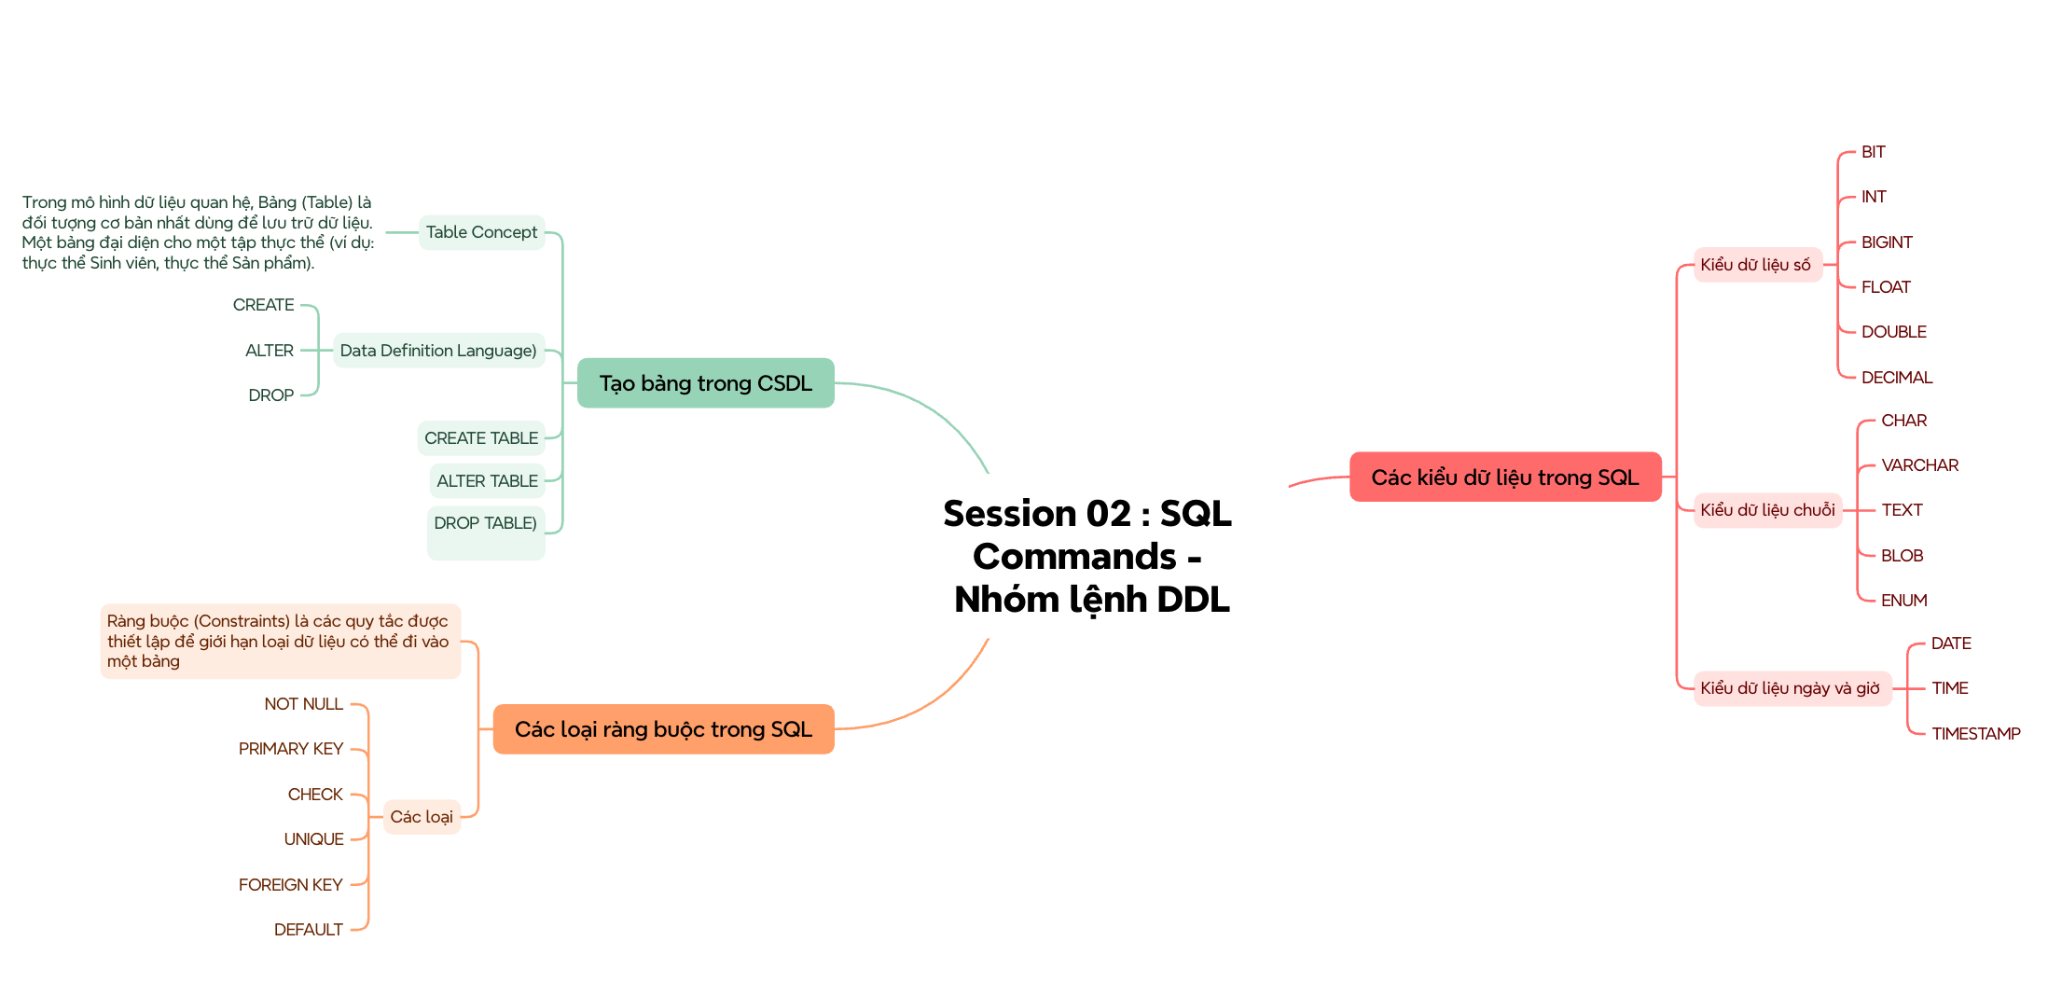 Session 02 : SQL
Commands -
Nhóm lệnh DDL
Các kiểu dữ liệu trong SQL
Kiểu dữ liệu số
BIT
INT
BIGINT
FLOAT
DOUBLE
DECIMAL
Kiểu dữ liệu chuỗi
CHAR
VARCHAR
TEXT
BLOB
ENUM
Kiểu dữ liệu ngày và giờ
DATE
TIME
TIMESTAMP
Tạo bảng trong CSDL
Table Concept
Trong mô hình dữ liệu quan hệ, Bảng (Table) là
đối tượng cơ bản nhất dùng để lưu trữ dữ liệu.
Một bảng đại diện cho một tập thực thể (ví dụ:
thực thể Sinh viên, thực thể Sản phẩm).
Data Definition Language)
CREATE
ALTER
DROP
CREATE TABLE
ALTER TABLE
DROP TABLE)
Các loại ràng buộc trong SQL
Ràng buộc (Constraints) là các quy tắc được
thiết lập để giới hạn loại dữ liệu có thể đi vào
một bảng
Các loại
NOT NULL
PRIMARY KEY
CHECK
UNIQUE
FOREIGN KEY
DEFAULT